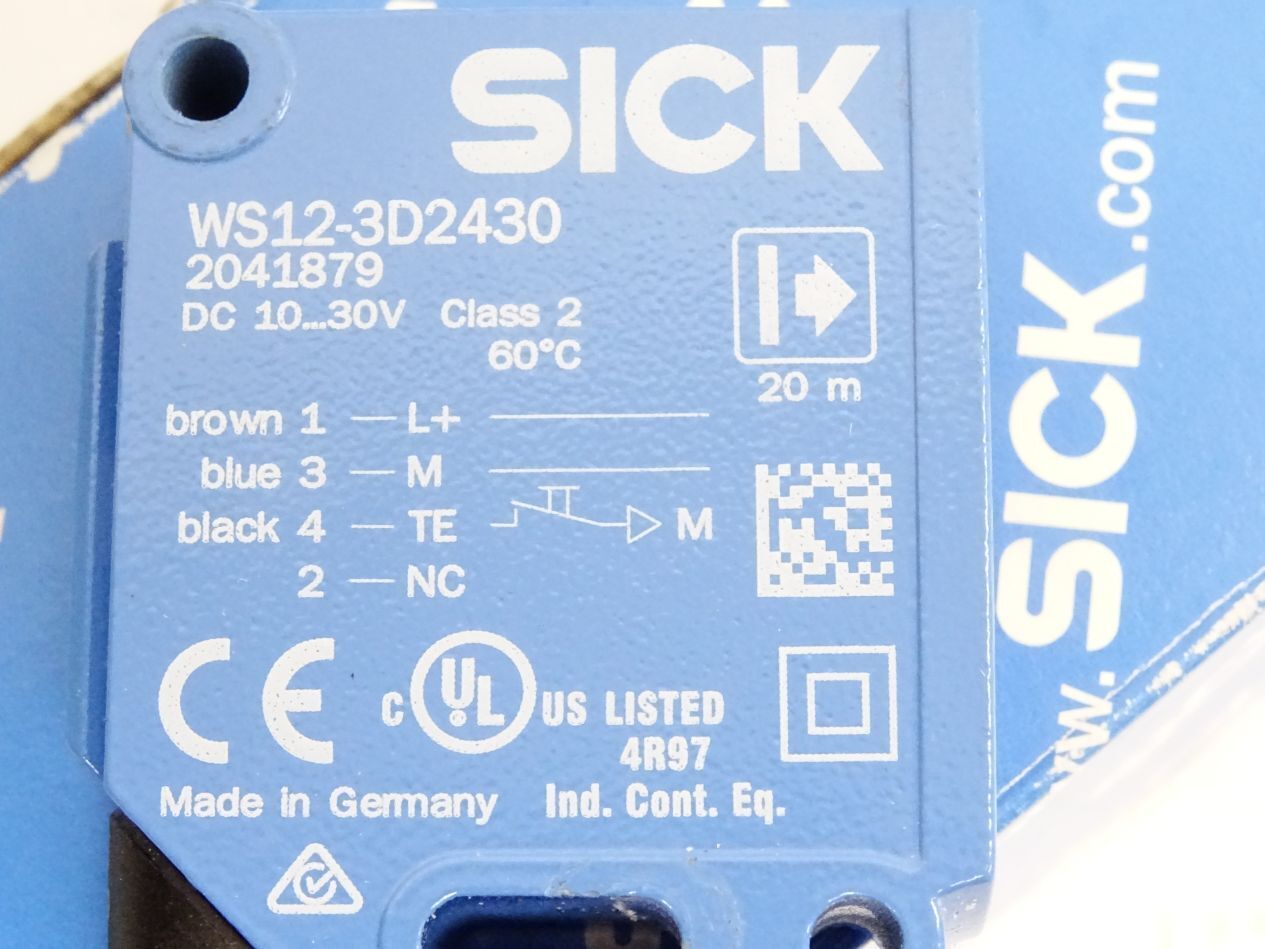 SICK
WS12-3D2430
2041879
DC 10...30V Class 2
60°C
20 m
brown 1 — L+
blue 3 — M
black 4 — TE M
2 — NC
CE
C UL US LISTED
4R97
Made in Germany Ind. Cont. Eq.
SICK.com